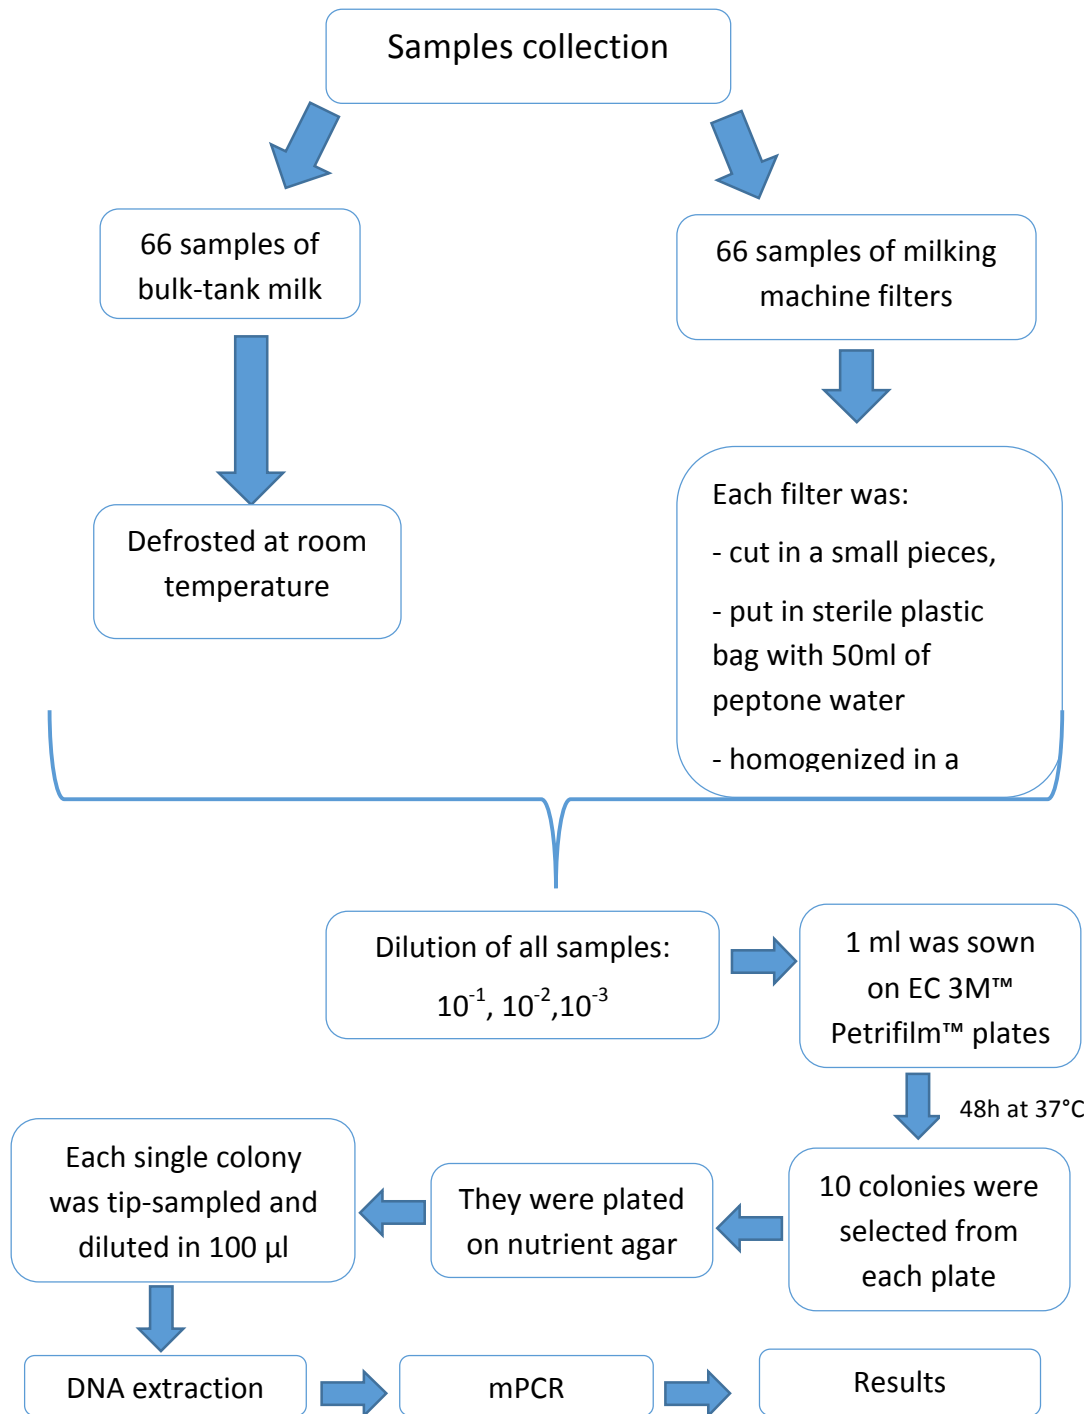 Samples collection
66 samples of
bulk-tank milk
66 samples of milking
machine filters
Defrosted at room
temperature
Each filter was:
- cut in a small pieces,
- put in sterile plastic
bag with 50ml of
peptone water
- homogenized in a
Dilution of all samples:
10⁻¹, 10⁻²,10⁻³
1 ml was sown
on EC 3M™
Petrifilm™ plates
48h at 37°C
10 colonies were
selected from
each plate
They were plated
on nutrient agar
Each single colony
was tip-sampled and
diluted in 100 µl
DNA extraction
mPCR
Results